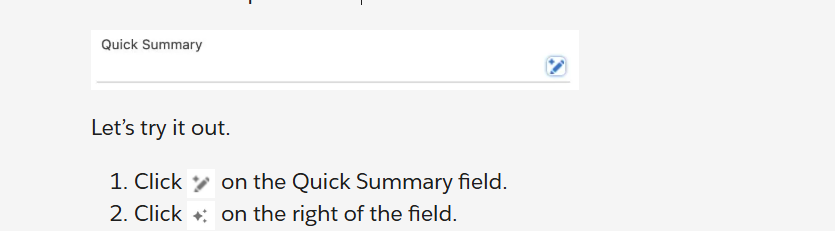 Quick Summary
Let's try it out.
1. Click on the Quick Summary field.
2. Click on the right of the field.